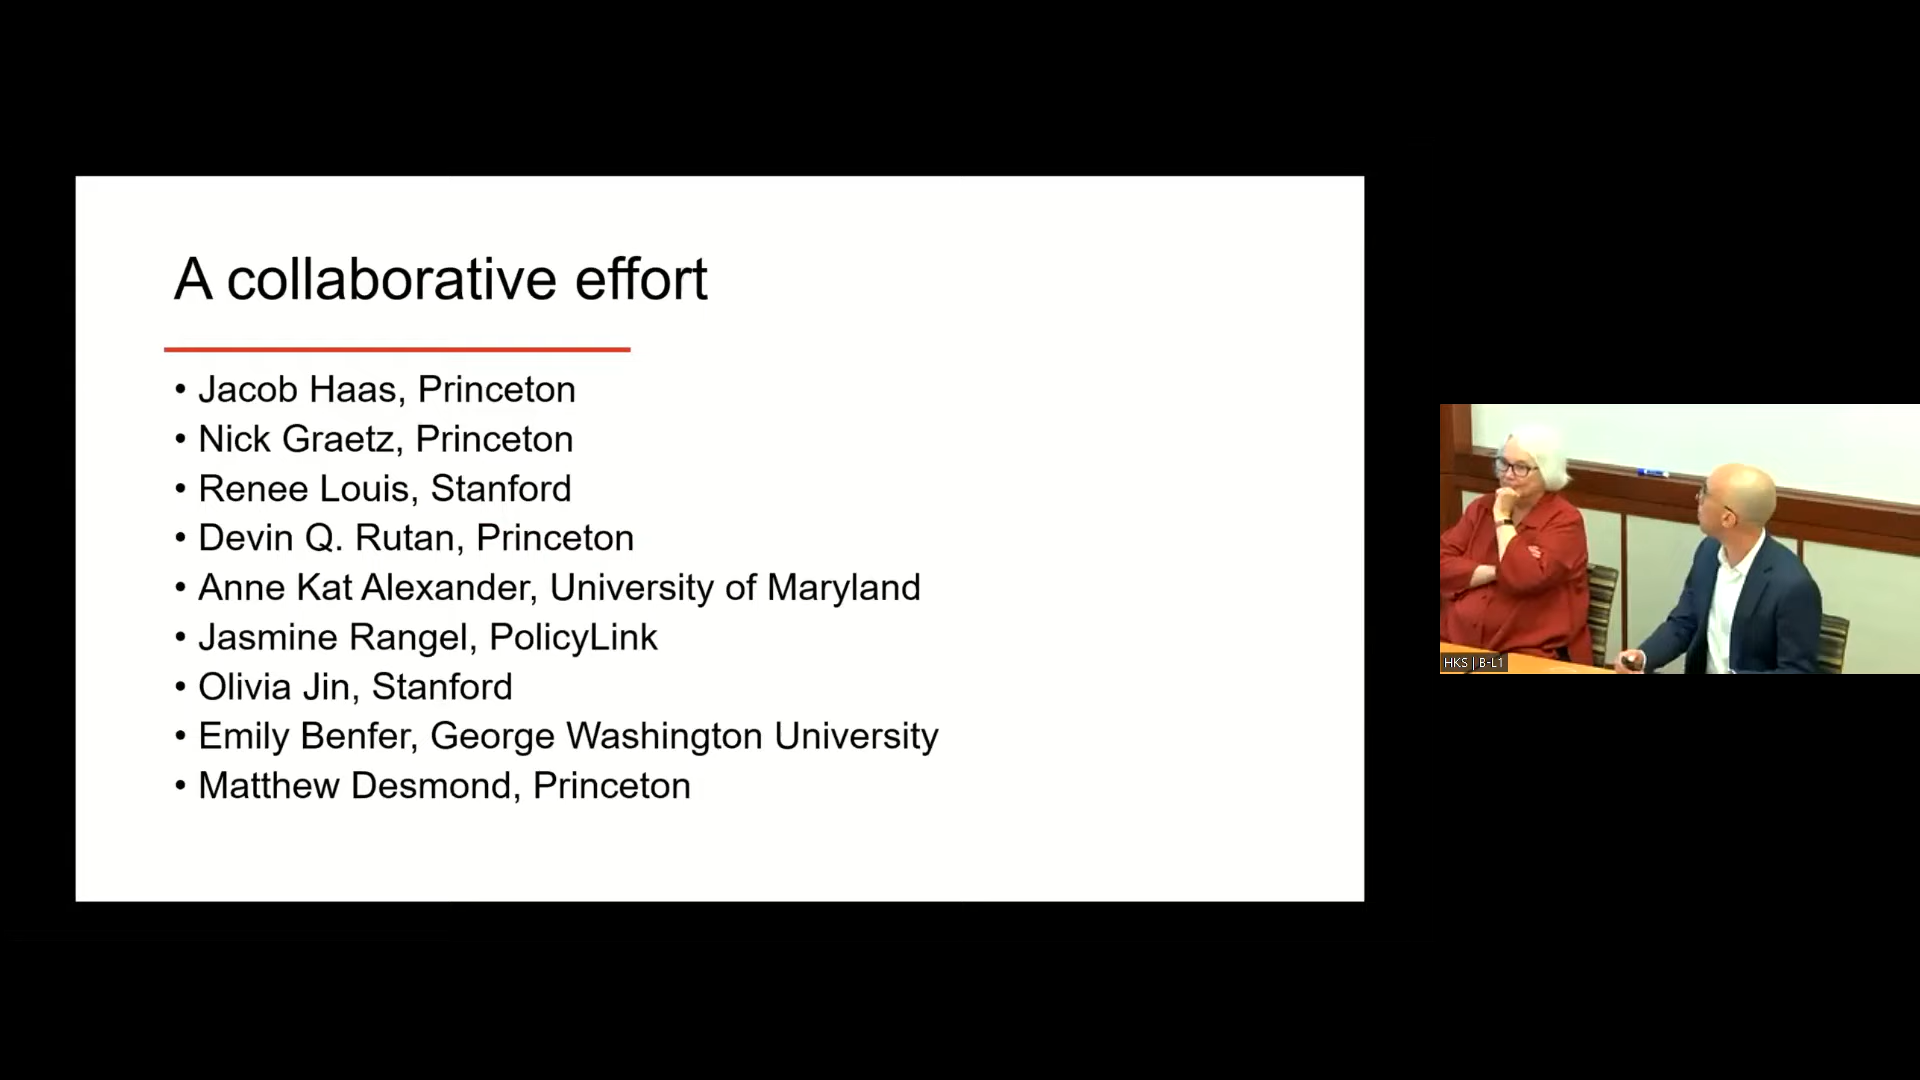 A collaborative effort
• Jacob Haas, Princeton
• Nick Graetz, Princeton
• Renee Louis, Stanford
• Devin Q. Rutan, Princeton
• Anne Kat Alexander, University of Maryland
• Jasmine Rangel, PolicyLink
• Olivia Jin, Stanford
• Emily Benfer, George Washington University
• Matthew Desmond, Princeton
HKS | B-L1